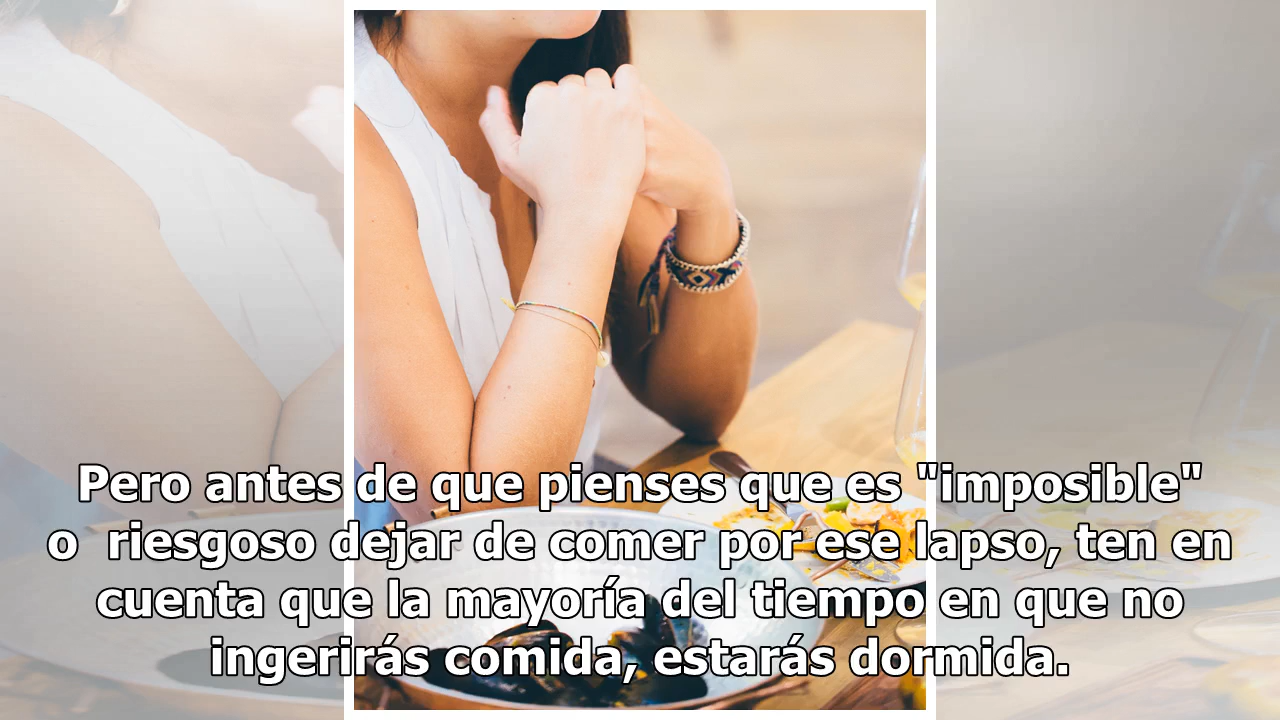 Pero antes de que pienses que es "imposible"
o  riesgoso dejar de comer por ese lapso, ten en
cuenta que la mayoría del tiempo en que no
ingerirás comida, estarás dormida.